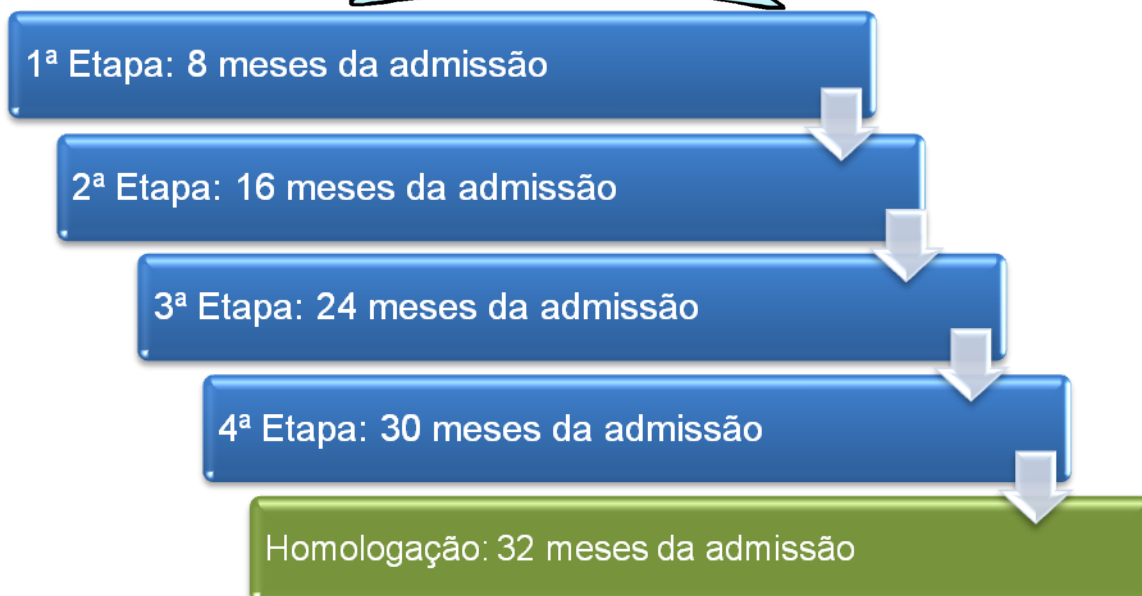 1ª Etapa: 8 meses da admissão
2ª Etapa: 16 meses da admissão
3ª Etapa: 24 meses da admissão
4ª Etapa: 30 meses da admissão
Homologação: 32 meses da admissão